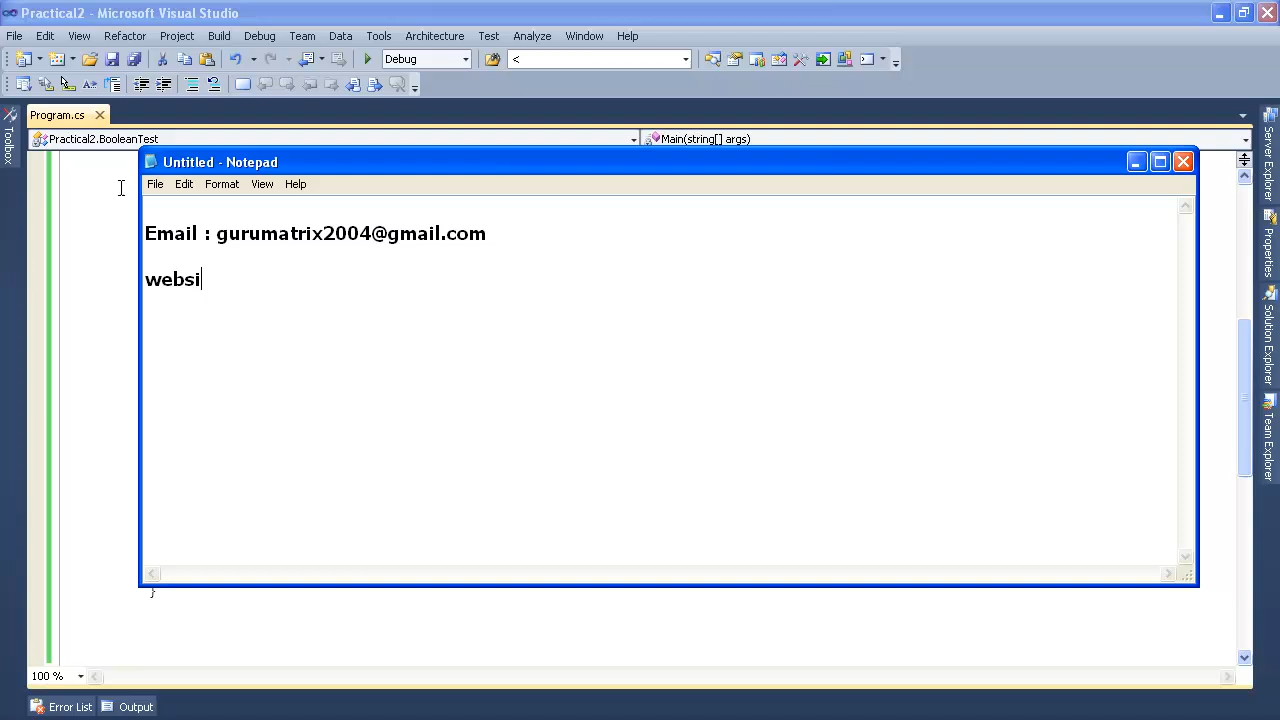 Practical2 - Microsoft Visual Studio
File Edit View Refactor Project Build Debug Team Data Tools Architecture Test Analyze Window Help
Debug <
Program.cs
Practical2.BooleanTest Main(string[] args)
Toolbox
Untitled - Notepad
File Edit Format View Help
Email : gurumatrix2004@gmail.com
websi
}
100 %
Error List Output
Server Explorer
Properties
Solution Explorer
Team Explorer